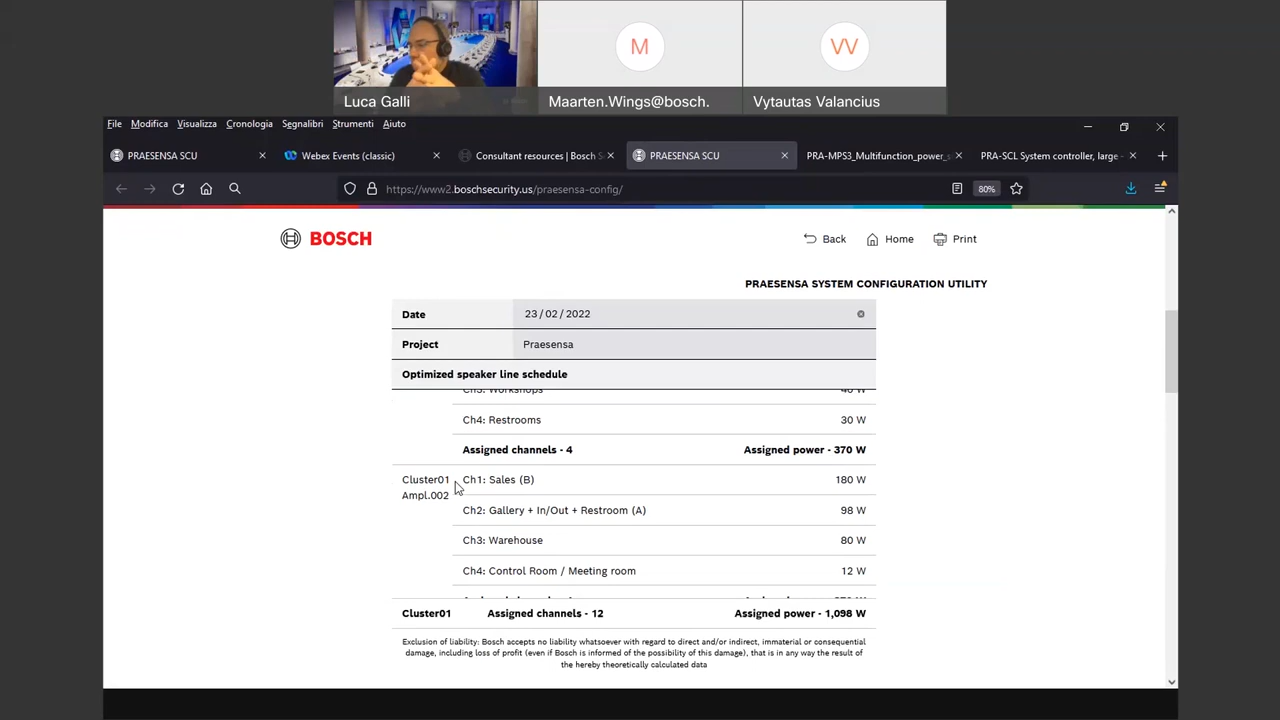 M
VV
Luca Galli
Maarten.Wings@bosch.
Vytautas Valancius
File Modifica Visualizza Cronologia Segnalibri Strumenti Aiuto
PRAESENSA SCU
Webex Events (classic)
Consultant resources | Bosch S
PRAESENSA SCU
PRA-MPS3_Multifunction_power_s
PRA-SCL System controller, large -
https://www2.boschsecurity.us/praesensa-config/
80%
BOSCH
Back
Home
Print
PRAESENSA SYSTEM CONFIGURATION UTILITY
Date 23/02/2022
Project Praesensa
Optimized speaker line schedule
Ch3: Workshops 40 W
Ch4: Restrooms 30 W
Assigned channels - 4 Assigned power - 370 W
Cluster01 Ch1: Sales (B) 180 W
Ampl.002
Ch2: Gallery + In/Out + Restroom (A) 98 W
Ch3: Warehouse 80 W
Ch4: Control Room / Meeting room 12 W
Cluster01 Assigned channels - 12 Assigned power - 1,098 W
Exclusion of liability: Bosch accepts no liability whatsoever with regard to direct and/or indirect, immaterial or consequential
damage, including loss of profit (even if Bosch is informed of the possibility of this damage), that is in any way the result of
the hereby theoretically calculated data